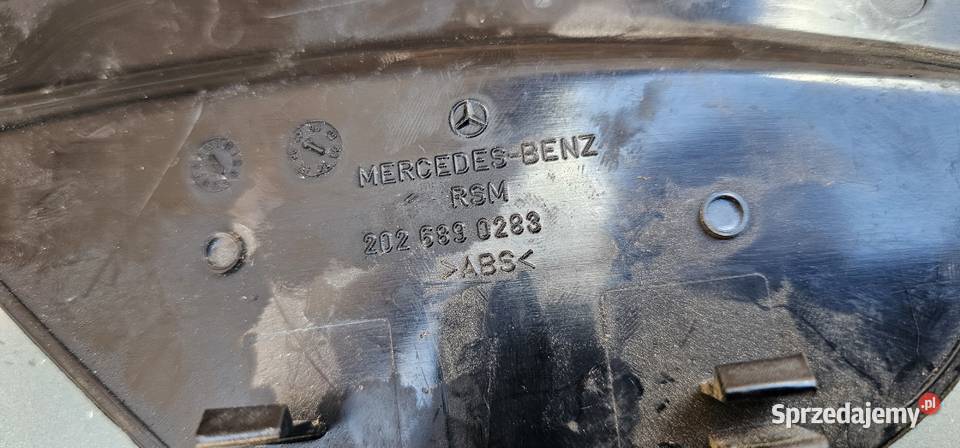 MERCEDES-BENZ
RSM
202 689 0283
>ABS<
Sprzedajemy.pl